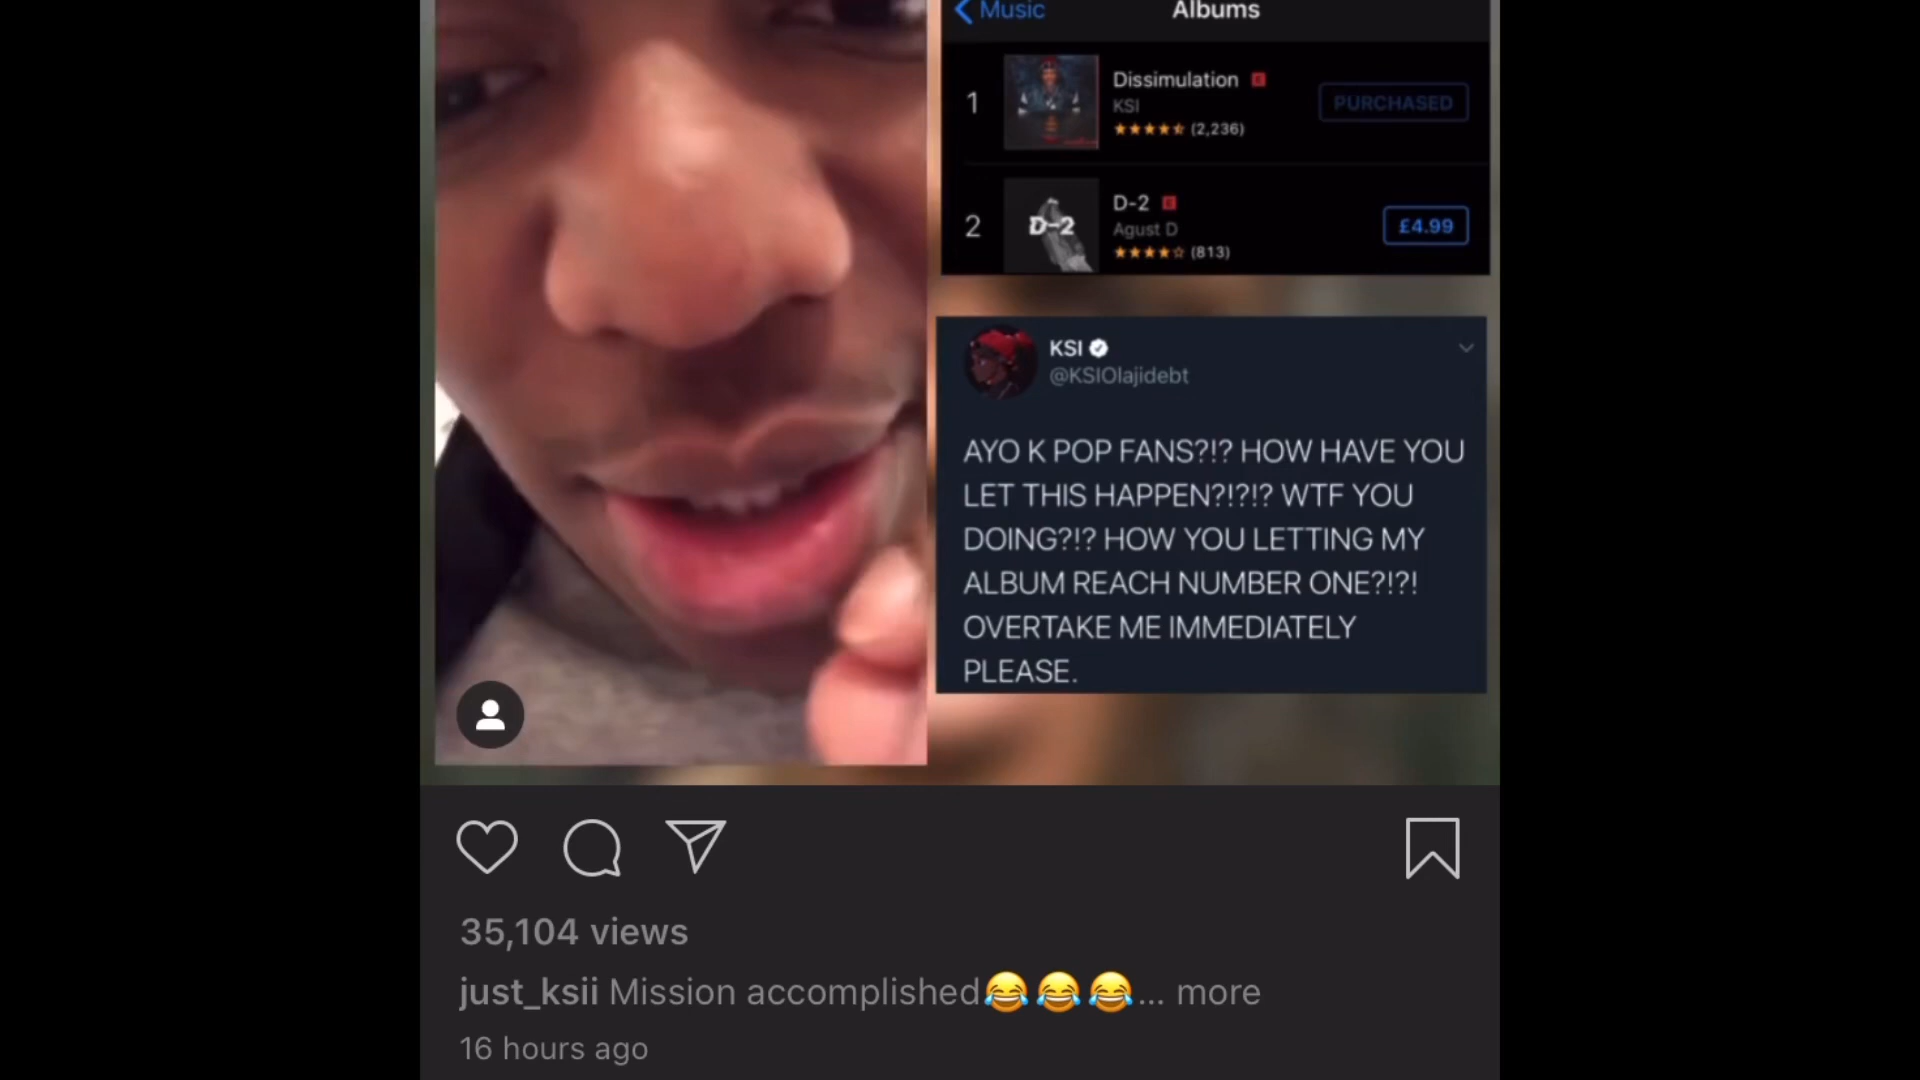 Music
Albums
1
Dissimulation E
KSI
(2,236)
PURCHASED
2
D-2
D-2 E
Agust D
(813)
£4.99
KSI
@KSIOlajidebt
AYO K POP FANS?!? HOW HAVE YOU
LET THIS HAPPEN?!?!? WTF YOU
DOING?!? HOW YOU LETTING MY
ALBUM REACH NUMBER ONE?!?!
OVERTAKE ME IMMEDIATELY
PLEASE.
35,104 views
just_ksii Mission accomplished😂😂😂... more
16 hours ago